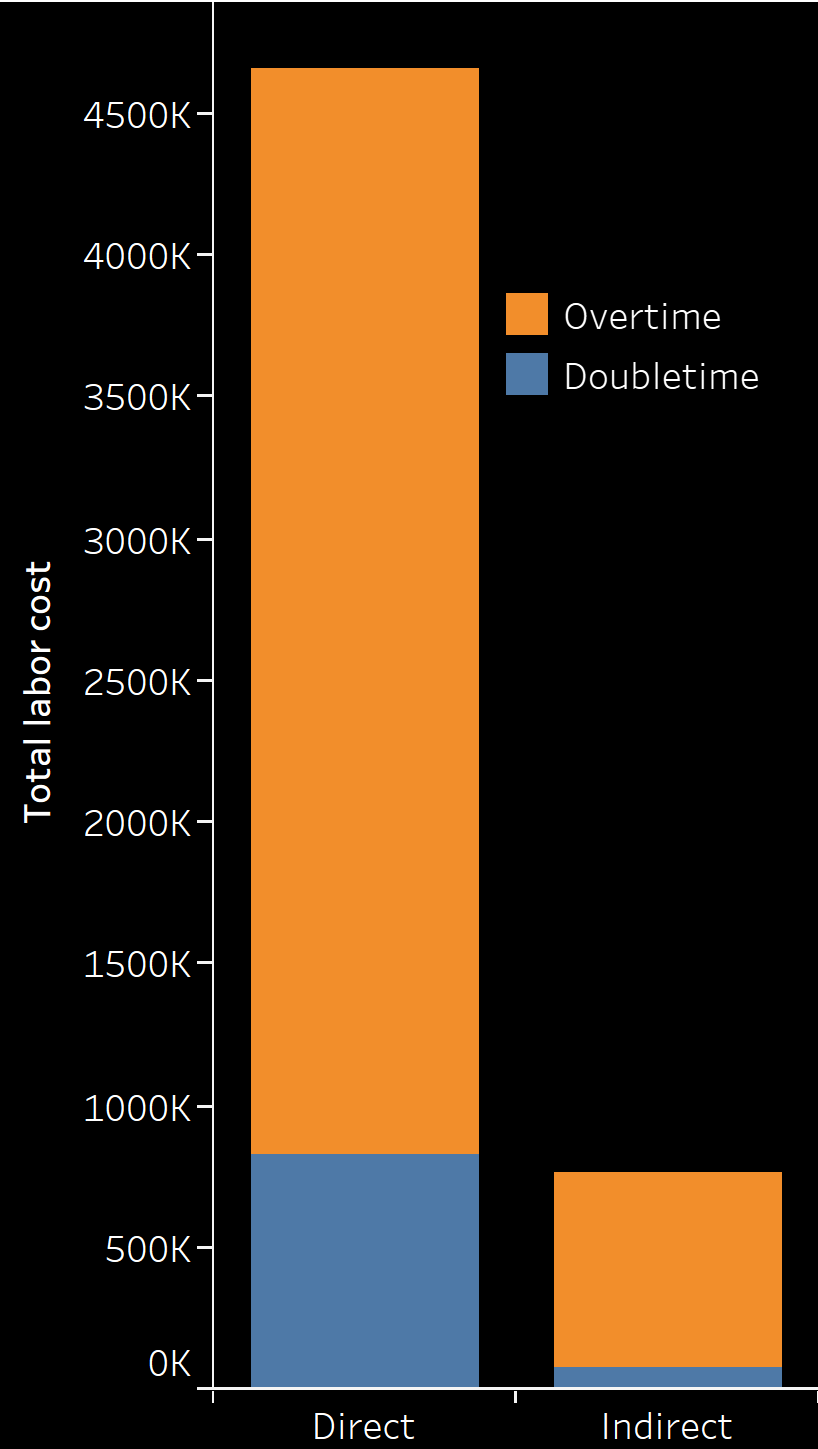 4500K
4000K
Overtime
Doubletime
3500K
3000K
Total labor cost
2500K
2000K
1500K
1000K
500K
0K
Direct
Indirect